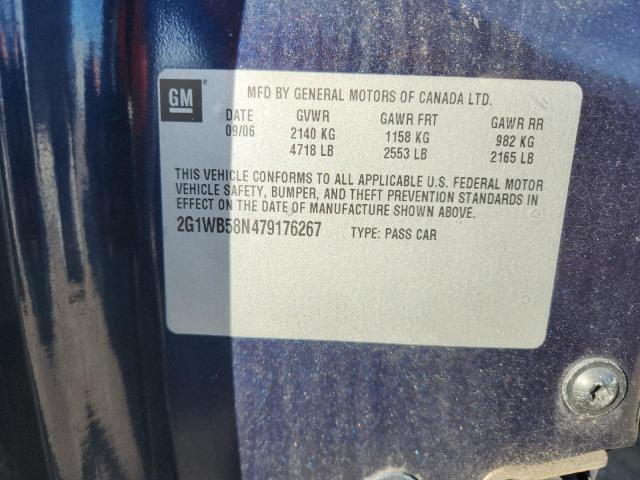 GM
MFD BY GENERAL MOTORS OF CANADA LTD.
DATE GVWR GAWR FRT GAWR RR
09/06 2140 KG 1158 KG 982 KG
4718 LB 2553 LB 2165 LB
THIS VEHICLE CONFORMS TO ALL APPLICABLE U.S. FEDERAL MOTOR
VEHICLE SAFETY, BUMPER, AND THEFT PREVENTION STANDARDS IN
EFFECT ON THE DATE OF MANUFACTURE SHOWN ABOVE.
2G1WB58N479176267 TYPE: PASS CAR